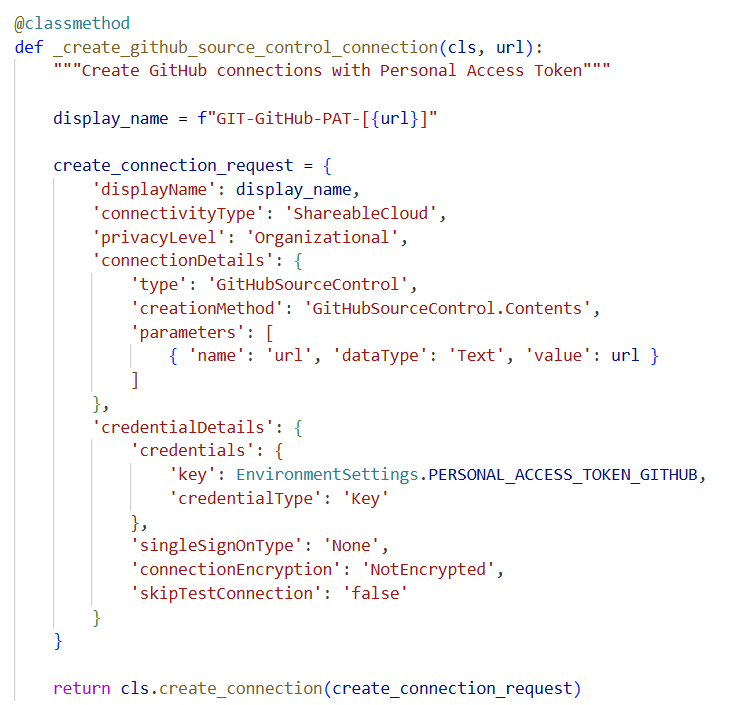 @classmethod
def _create_github_source_control_connection(cls, url):
    """Create GitHub connections with Personal Access Token"""

    display_name = f"GIT-GitHub-PAT-[{url}]"

    create_connection_request = {
        'displayName': display_name,
        'connectivityType': 'ShareableCloud',
        'privacyLevel': 'Organizational',
        'connectionDetails': {
            'type': 'GitHubSourceControl',
            'creationMethod': 'GitHubSourceControl.Contents',
            'parameters': [
                { 'name': 'url', 'dataType': 'Text', 'value': url }
            ]
        },
        'credentialDetails': {
            'credentials': {
                'key': EnvironmentSettings.PERSONAL_ACCESS_TOKEN_GITHUB,
                'credentialType': 'Key'
            },
            'singleSignOnType': 'None',
            'connectionEncryption': 'NotEncrypted',
            'skipTestConnection': 'false'
        }
    }

    return cls.create_connection(create_connection_request)